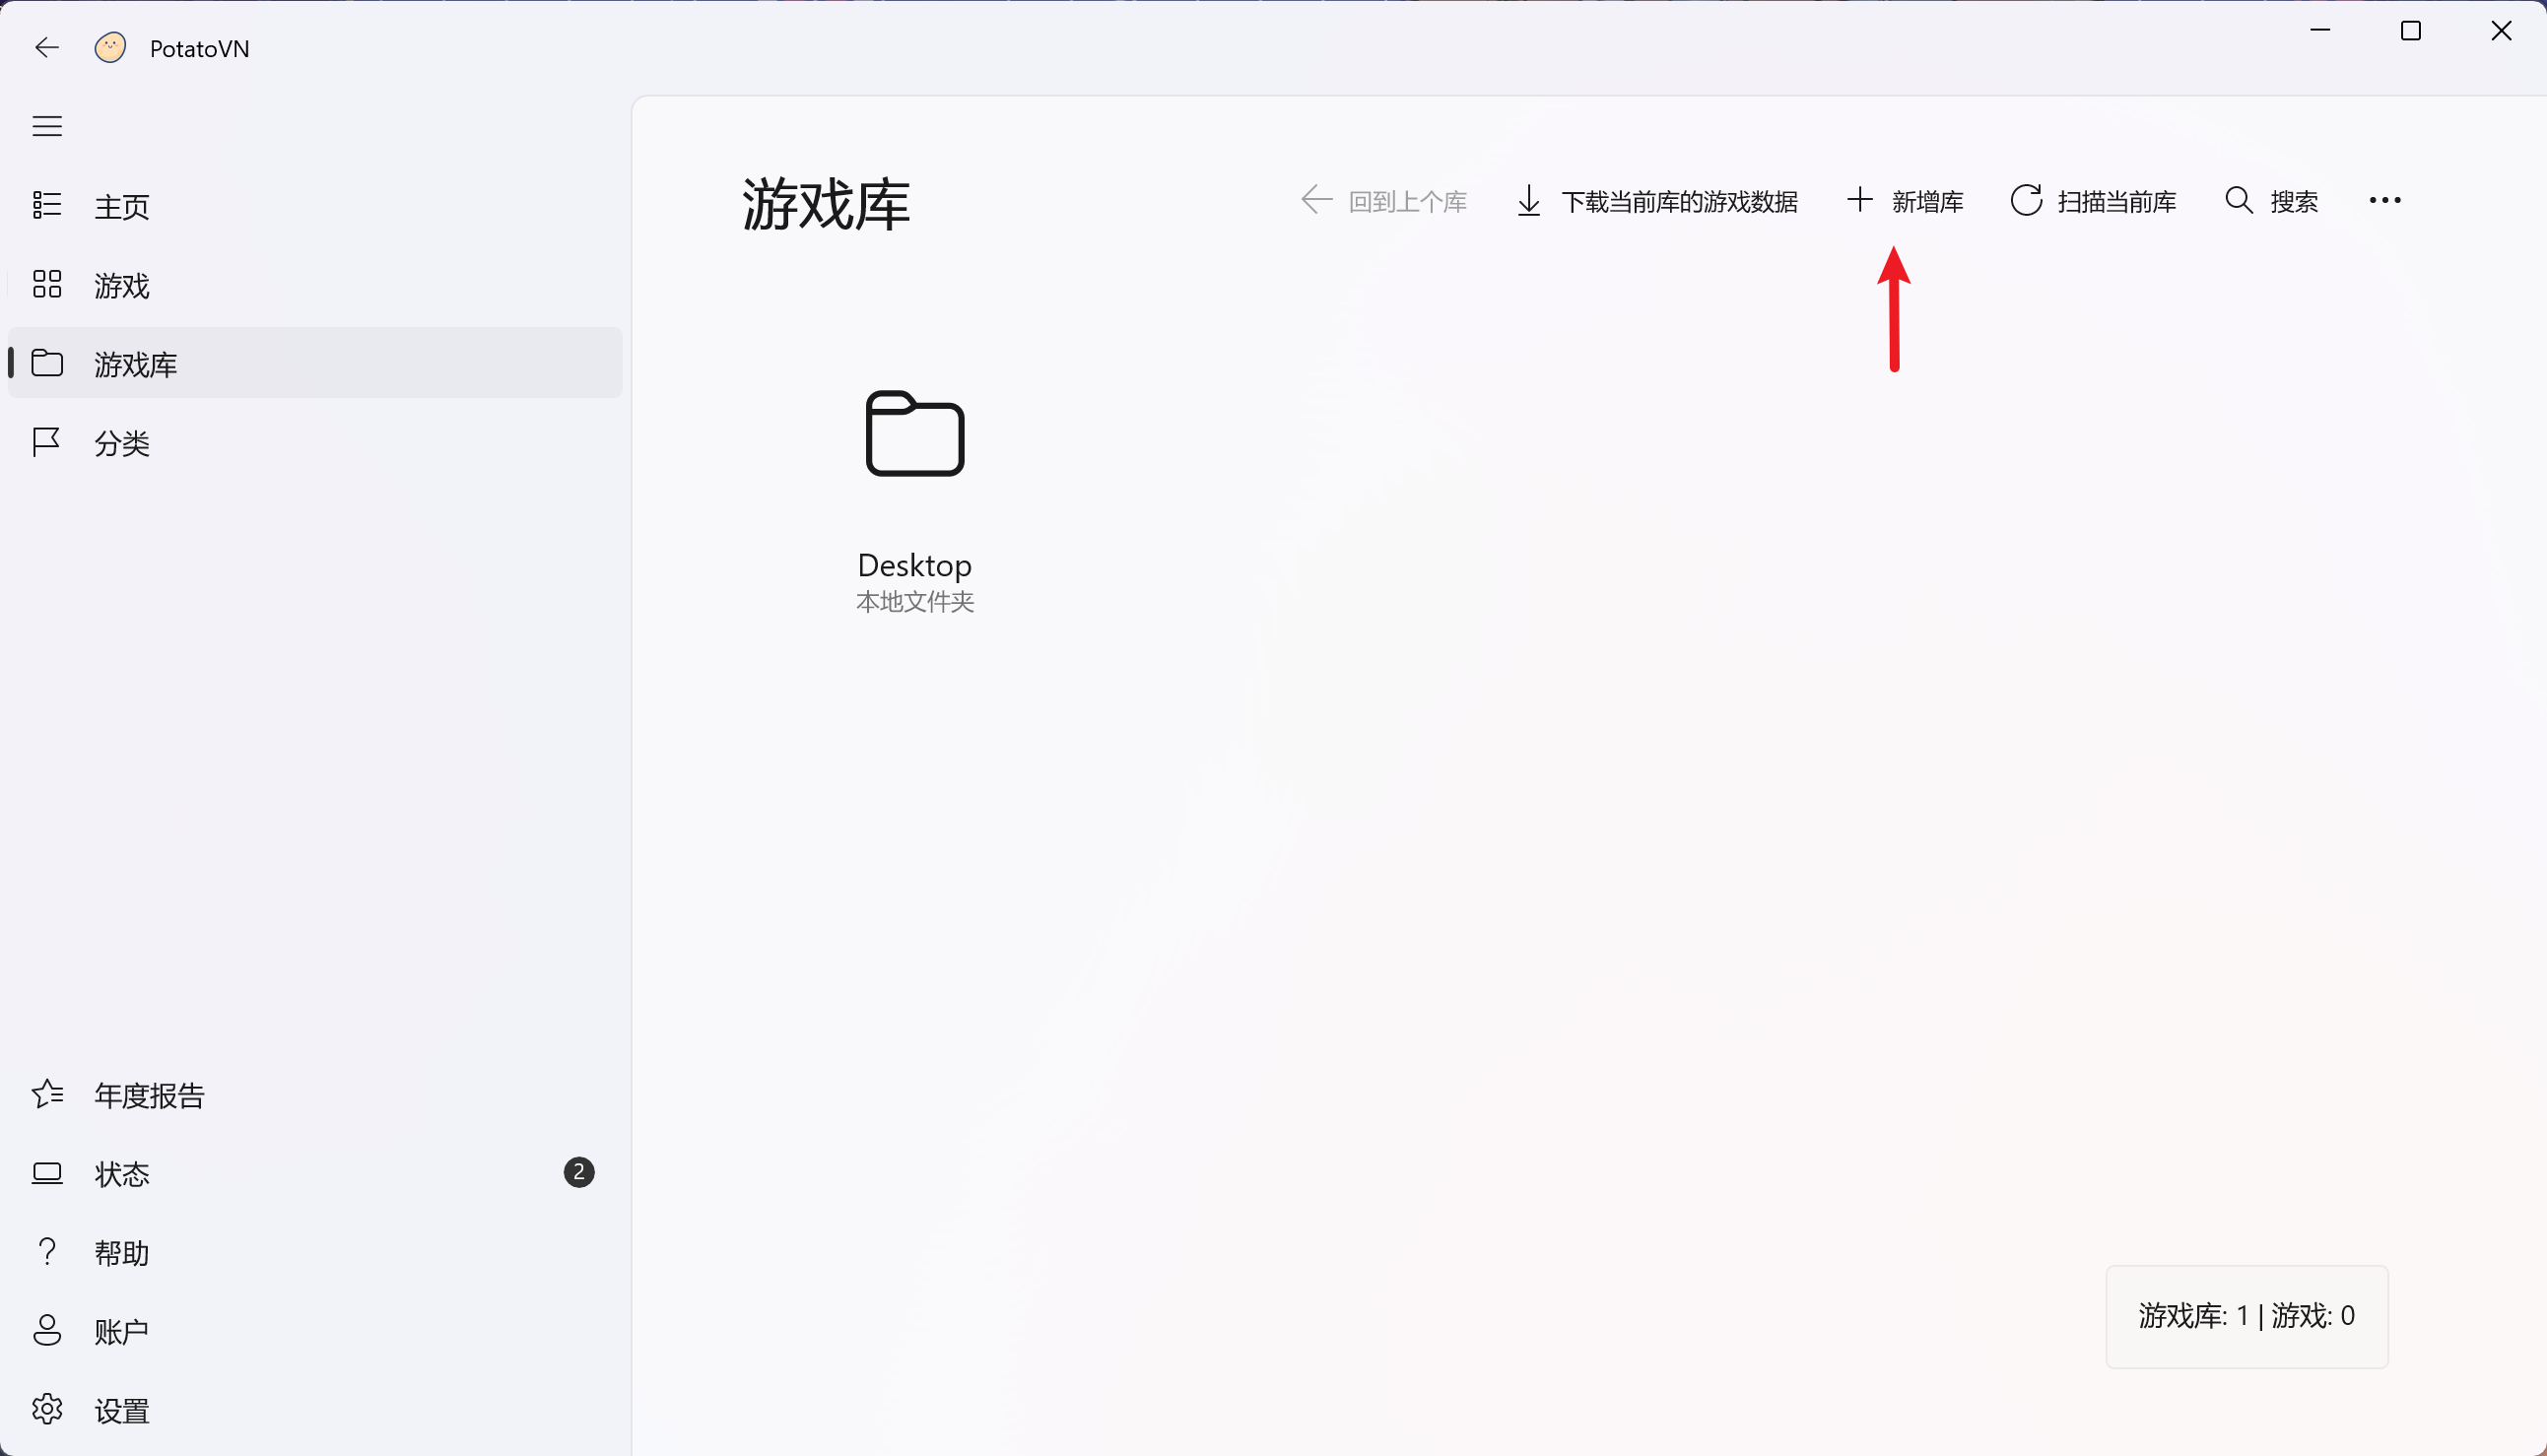 PotatoVN
主页
游戏
游戏库
分类
年度报告
状态
2
帮助
账户
设置
游戏库
回到上个库
下载当前库的游戏数据
新增库
扫描当前库
搜索
Desktop
本地文件夹
游戏库: 1 | 游戏: 0